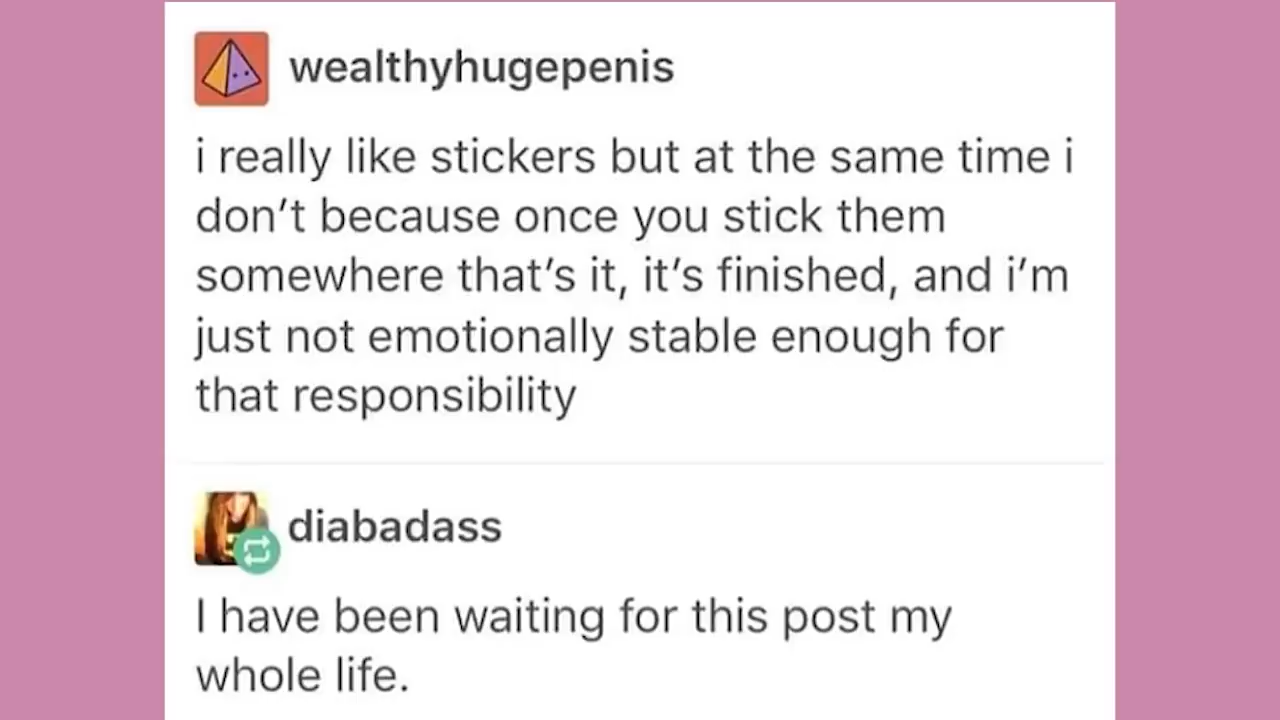 wealthyhugepenis
i really like stickers but at the same time i
don’t because once you stick them
somewhere that’s it, it’s finished, and i’m
just not emotionally stable enough for
that responsibility
diabadass
I have been waiting for this post my
whole life.